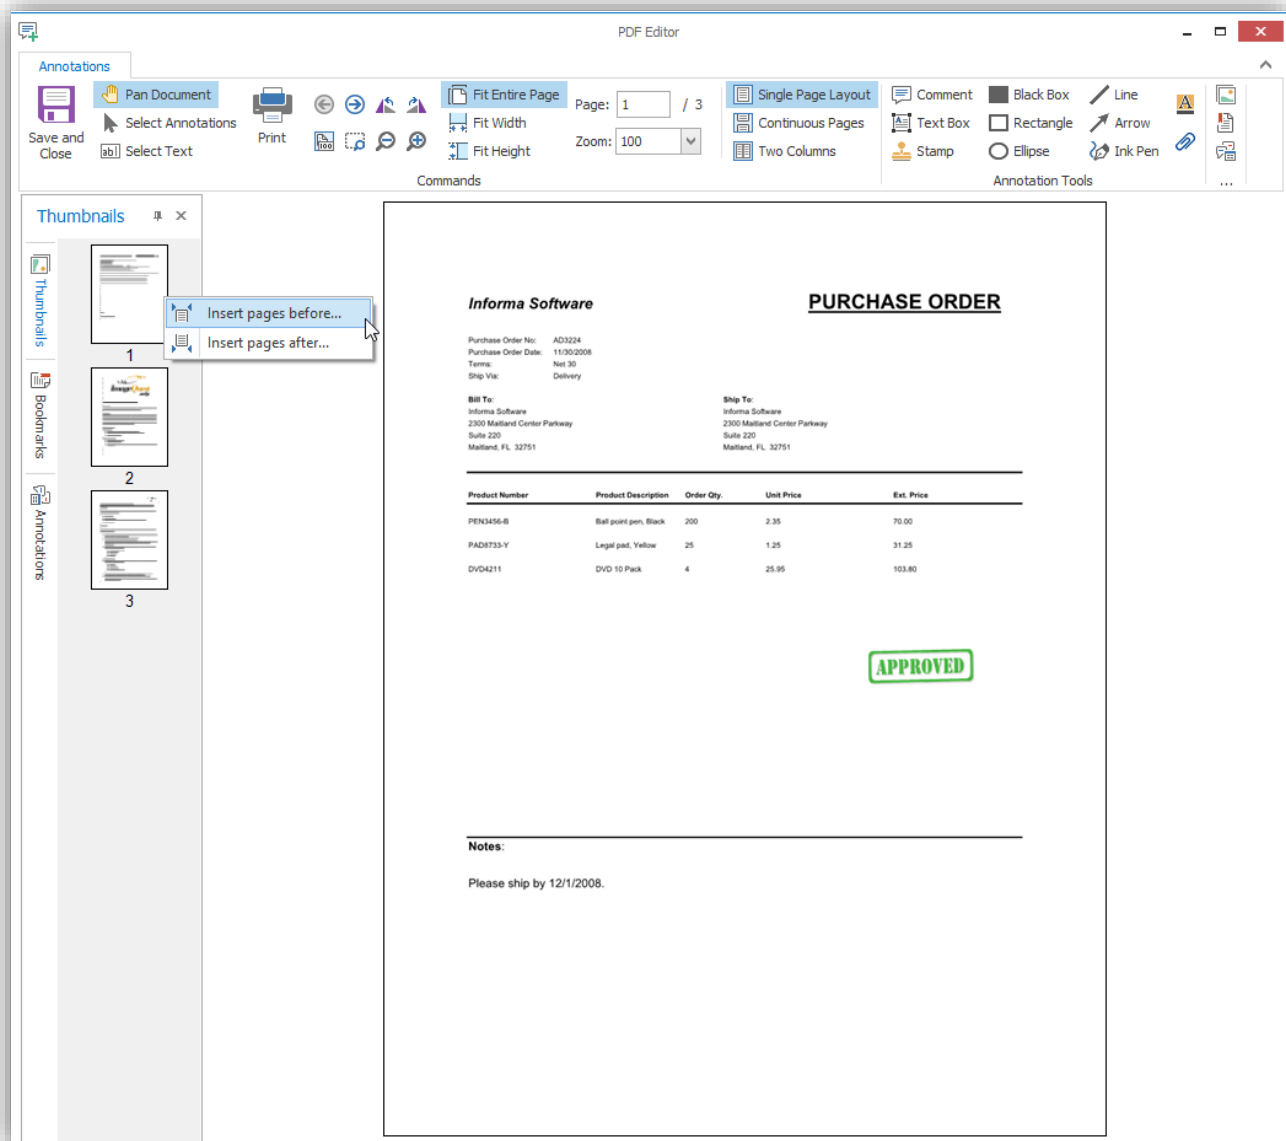 PDF Editor
Annotations
Save and Close
Pan Document
Select Annotations
Select Text
Print
Fit Entire Page
Fit Width
Fit Height
Page: 1 / 3
Zoom: 100
Single Page Layout
Continuous Pages
Two Columns
Commands
Comment
Text Box
Stamp
Black Box
Rectangle
Ellipse
Line
Arrow
Ink Pen
Annotation Tools
...
Thumbnails
Thumbnails
Bookmarks
Annotations
1
2
3
Insert pages before...
Insert pages after...
Informa Software
PURCHASE ORDER
Purchase Order No: AD3224
Purchase Order Date: 11/30/2008
Terms: Net 30
Ship Via: Delivery
Bill To:
Informa Software
2300 Maitland Center Parkway
Suite 220
Maitland, FL 32751
Ship To:
Informa Software
2300 Maitland Center Parkway
Suite 220
Maitland, FL 32751
Product Number Product Description Order Qty. Unit Price Ext. Price
PEN3456-B Ball point pen, Black 200 2.35 70.00
PAD8733-Y Legal pad, Yellow 25 1.25 31.25
DVD4211 DVD 10 Pack 4 25.95 103.80
APPROVED
Notes:
Please ship by 12/1/2008.